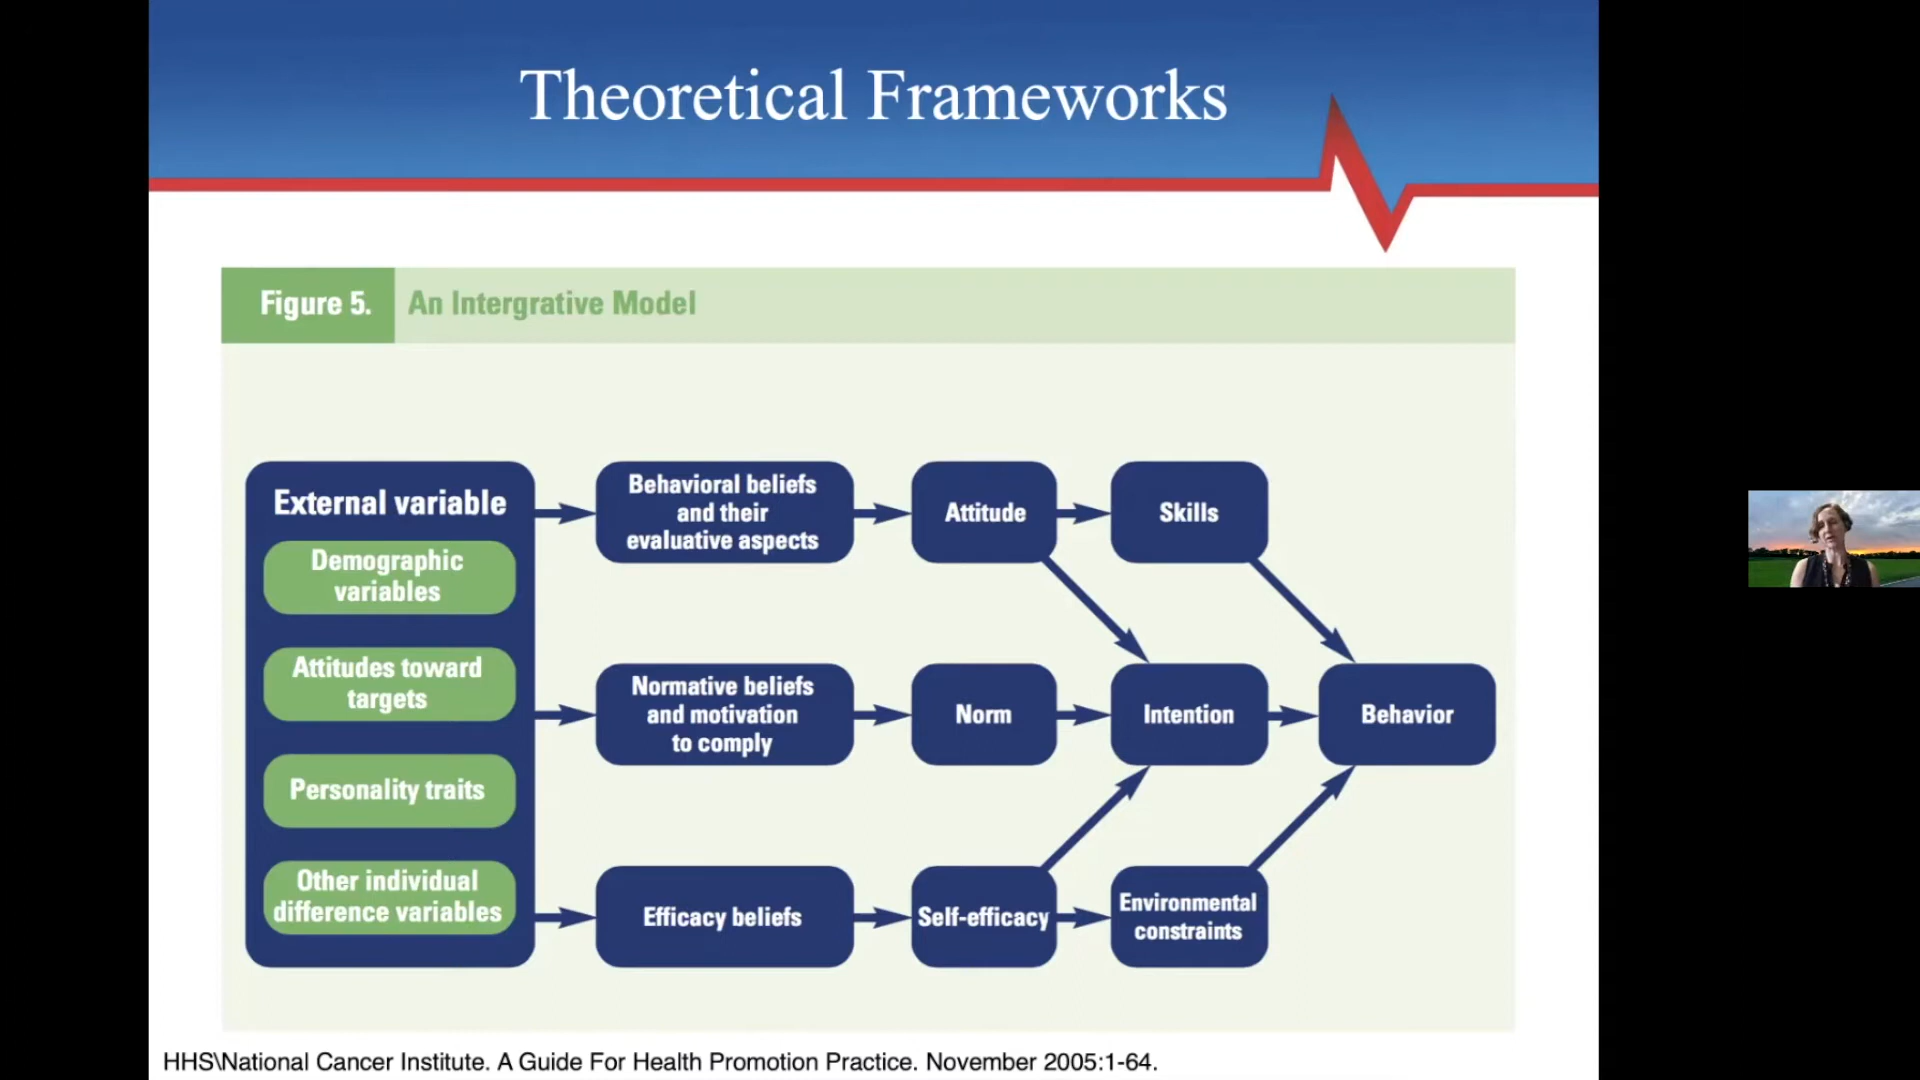 Theoretical Frameworks
Figure 5.
An Intergrative Model
External variable
Demographic
variables
Attitudes toward
targets
Personality traits
Other individual
difference variables
Behavioral beliefs
and their
evaluative aspects
Attitude
Skills
Normative beliefs
and motivation
to comply
Norm
Intention
Behavior
Efficacy beliefs
Self-efficacy
Environmental
constraints
HHS\National Cancer Institute. A Guide For Health Promotion Practice. November 2005:1-64.